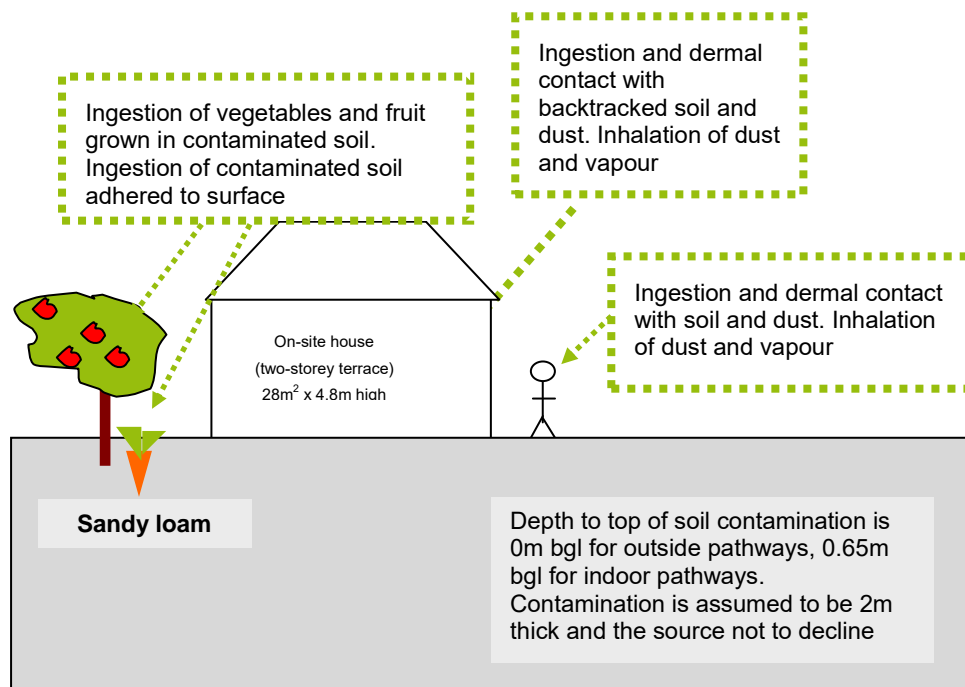 Ingestion of vegetables and fruit
grown in contaminated soil.
Ingestion of contaminated soil
adhered to surface
Ingestion and dermal
contact with
backtracked soil and
dust. Inhalation of dust
and vapour
Ingestion and dermal contact
with soil and dust. Inhalation
of dust and vapour
On-site house
(two-storey terrace)
28m² x 4.8m high
Sandy loam
Depth to top of soil contamination is
0m bgl for outside pathways, 0.65m
bgl for indoor pathways.
Contamination is assumed to be 2m
thick and the source not to decline